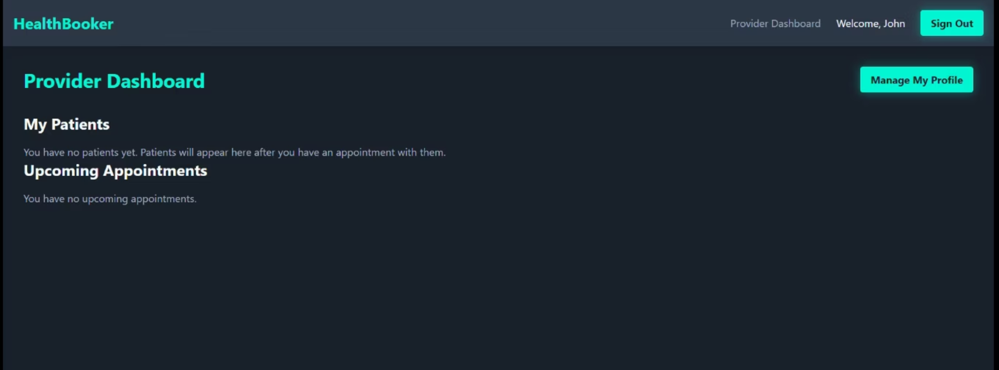 HealthBooker
Provider Dashboard
Welcome, John
Sign Out
Provider Dashboard
Manage My Profile
My Patients
You have no patients yet. Patients will appear here after you have an appointment with them.
Upcoming Appointments
You have no upcoming appointments.